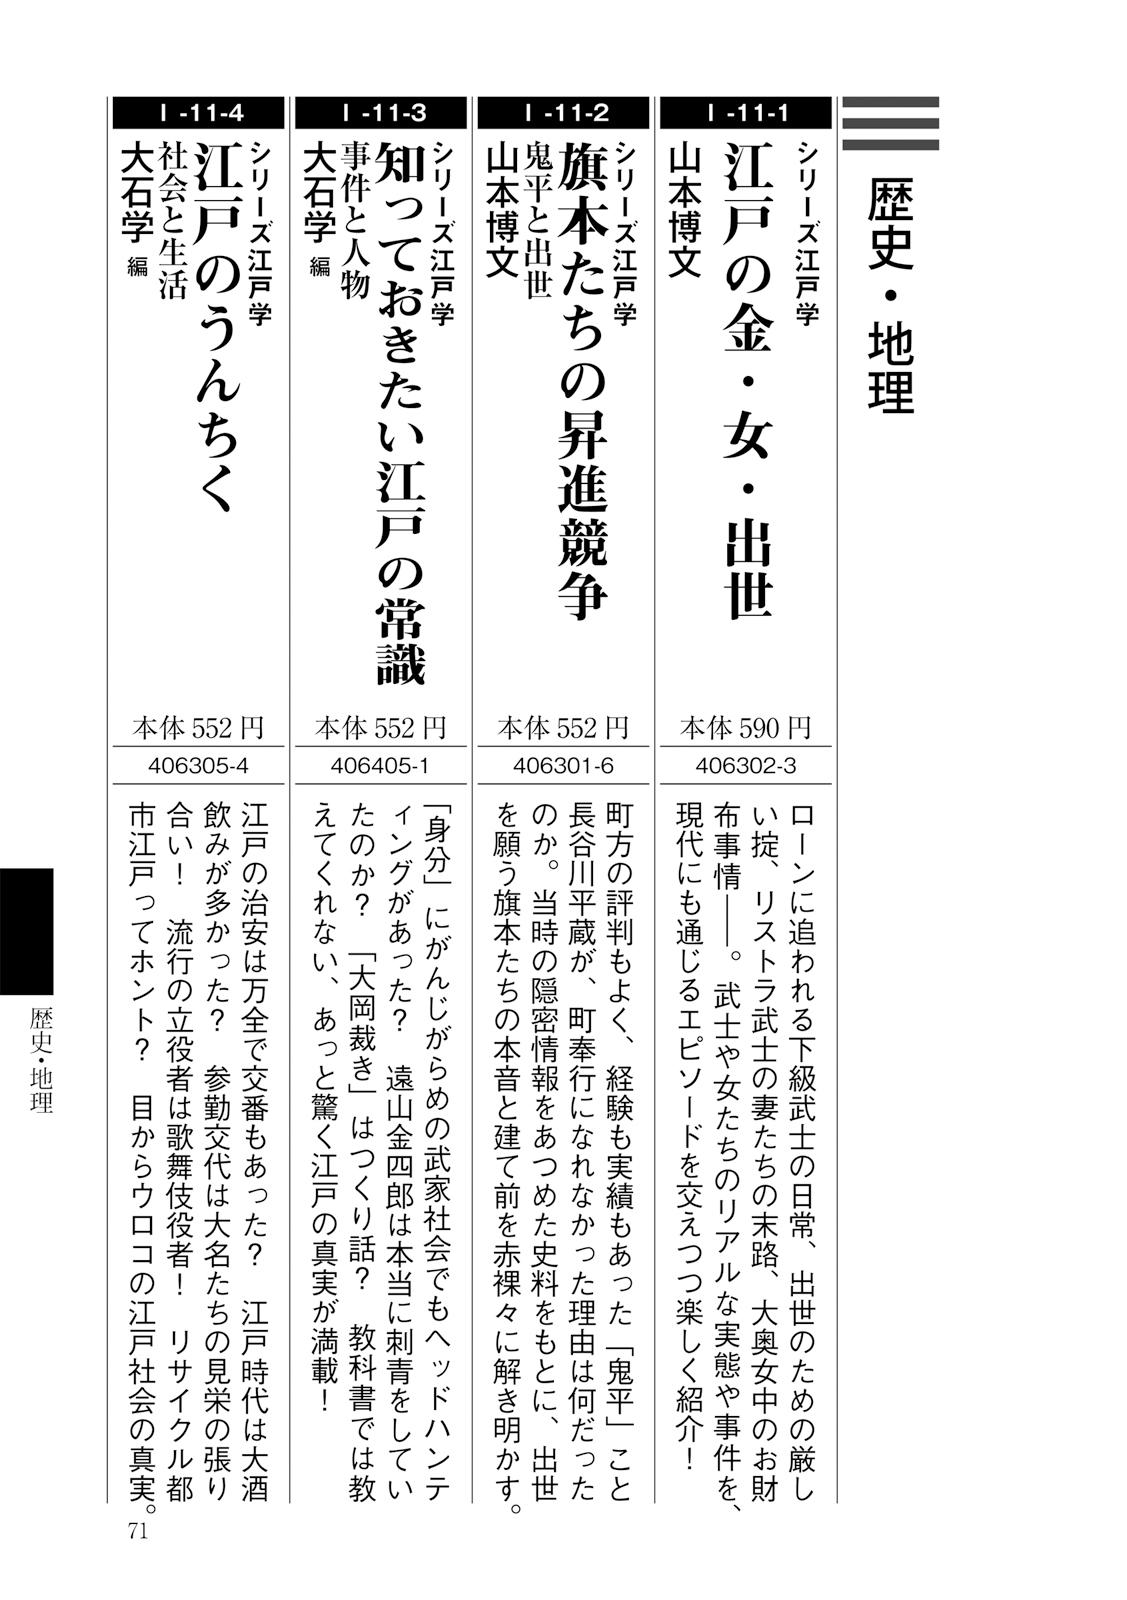 歴史・地理
I-11-1
シリーズ江戸学
江戸の金・女・出世
山本博文
本体590円
406302-3
ローンに追われる下級武士の日常、出世のための厳し
い掟、リストラ武士の妻たちの末路、大奥女中のお財
布事情――。武士や女たちのリアルな実態や事件を、
現代にも通じるエピソードを交えつつ楽しく紹介！
I-11-2
シリーズ江戸学
旗本たちの昇進競争
鬼平と出世
山本博文
本体552円
406301-6
町方の評判もよく、経験も実績もあった「鬼平」こと
長谷川平蔵が、町奉行になれなかった理由は何だった
のか。当時の隠密情報をあつめた史料をもとに、出世
を願う旗本たちの本音と建て前を赤裸々に解き明かす。
I-11-3
シリーズ江戸学
知っておきたい江戸の常識
事件と人物
大石学 編
本体552円
406405-1
「身分」にがんじがらめの武家社会でもヘッドハンテ
ィングがあった？　遠山金四郎は本当に刺青をしてい
たのか？　「大岡裁き」はつくり話？　教科書では教
えてくれない、あっと驚く江戸の真実が満載！
I-11-4
シリーズ江戸学
江戸のうんちく
社会と生活
大石学 編
本体552円
406305-4
江戸の治安は万全で交番もあった？　江戸時代は大酒
飲みが多かった？　参勤交代は大名たちの見栄の張り
合い！　流行の立役者は歌舞伎役者！　リサイクル都
市江戸ってホント？　目からウロコの江戸社会の真実。
歴史・地理
71